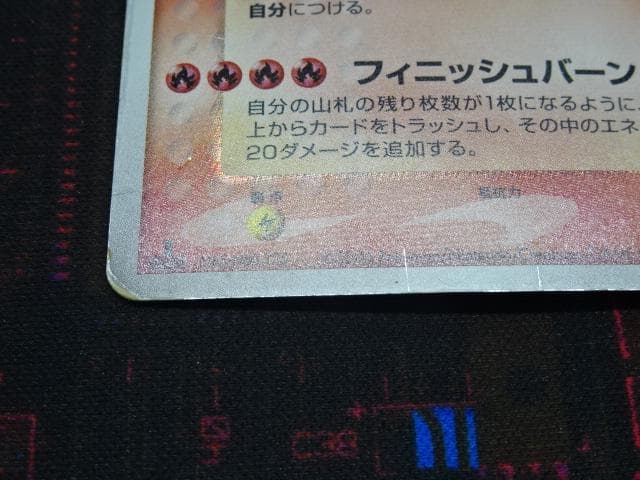 自分につける。
フィニッシュバーン
自分の山札の残り枚数が1枚になるように、
上からカードをトラッシュし、その中のエネ
20ダメージを追加する。
弱点 抵抗力
C38